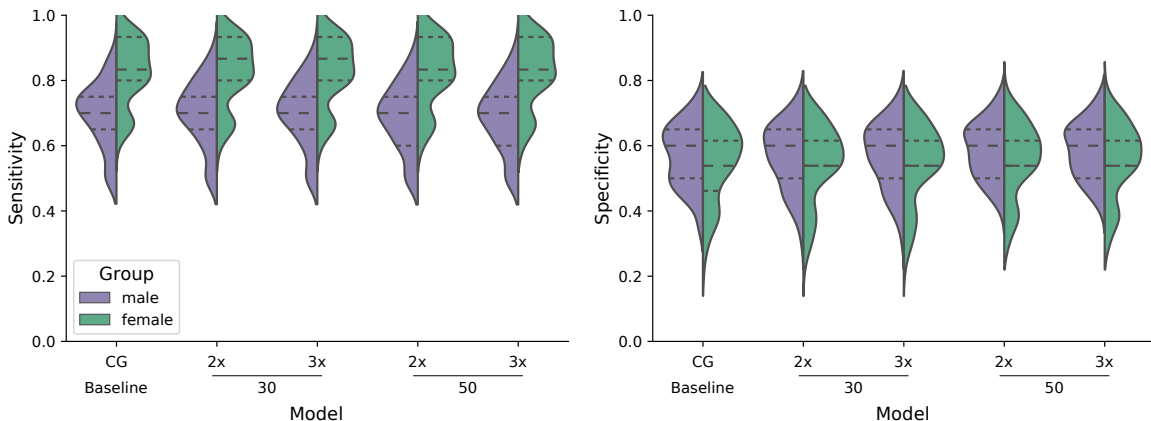 Sensitivity
1.0
0.8
0.6
0.4
0.2
0.0
Group
male
female
CG 2x 3x 2x 3x
Baseline 30 50
Model
Specificity
1.0
0.8
0.6
0.4
0.2
0.0
CG 2x 3x 2x 3x
Baseline 30 50
Model